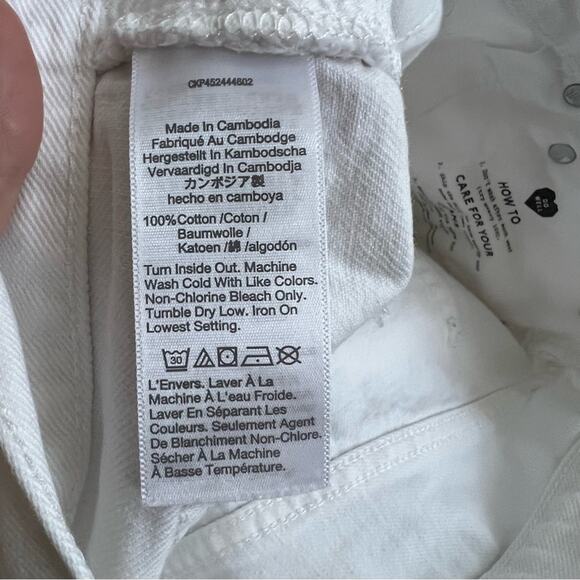 CKP452444602
Made In Cambodia
Fabriqué Au Cambodge
Hergestellt In Kambodscha
Vervaardigd In Cambodja
カンボジア製
hecho en camboya
100%Cotton /Coton /
Baumwolle /
Katoen /綿 /algodón
Turn Inside Out. Machine
Wash Cold With Like Colors.
Non-Chlorine Bleach Only.
Tumble Dry Low. Iron On
Lowest Setting.
30
L'Envers. Laver À La
Machine À L'eau Froide.
Laver En Séparant Les
Couleurs. Seulement Agent
De Blanchiment Non-Chlore.
Sécher À La Machine
À Basse Température.
DO
WELL
HOW TO
CARE FOR YOUR